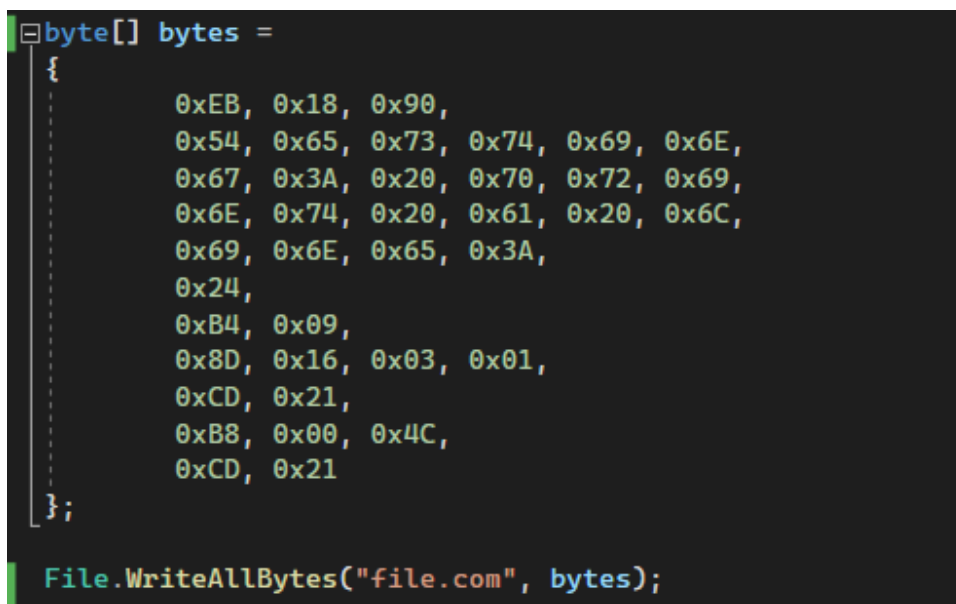 byte[] bytes =
{
0xEB, 0x18, 0x90,
0x54, 0x65, 0x73, 0x74, 0x69, 0x6E,
0x67, 0x3A, 0x20, 0x70, 0x72, 0x69,
0x6E, 0x74, 0x20, 0x61, 0x20, 0x6C,
0x69, 0x6E, 0x65, 0x3A,
0x24,
0xB4, 0x09,
0x8D, 0x16, 0x03, 0x01,
0xCD, 0x21,
0xB8, 0x00, 0x4C,
0xCD, 0x21
};
File.WriteAllBytes("file.com", bytes);